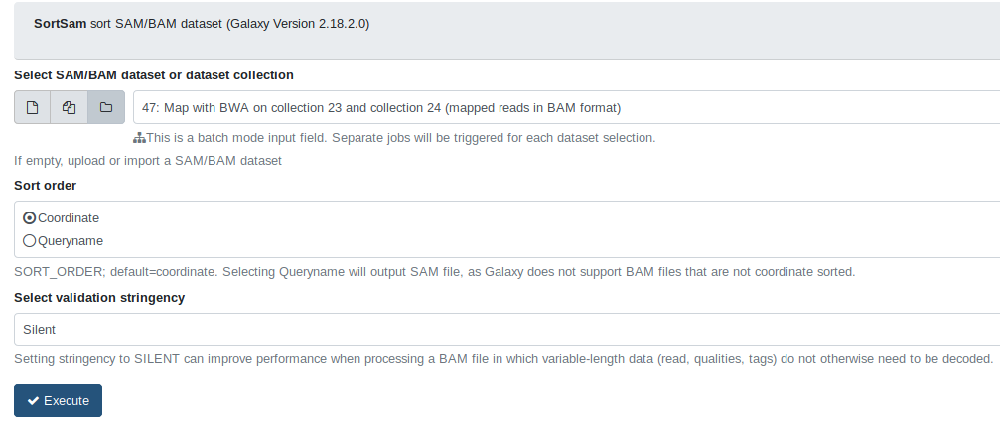 SortSam sort SAM/BAM dataset (Galaxy Version 2.18.2.0)
Select SAM/BAM dataset or dataset collection
47: Map with BWA on collection 23 and collection 24 (mapped reads in BAM format)
This is a batch mode input field. Separate jobs will be triggered for each dataset selection.
If empty, upload or import a SAM/BAM dataset
Sort order
Coordinate
Queryname
SORT_ORDER; default=coordinate. Selecting Queryname will output SAM file, as Galaxy does not support BAM files that are not coordinate sorted.
Select validation stringency
Silent
Setting stringency to SILENT can improve performance when processing a BAM file in which variable-length data (read, qualities, tags) do not otherwise need to be decoded.
Execute